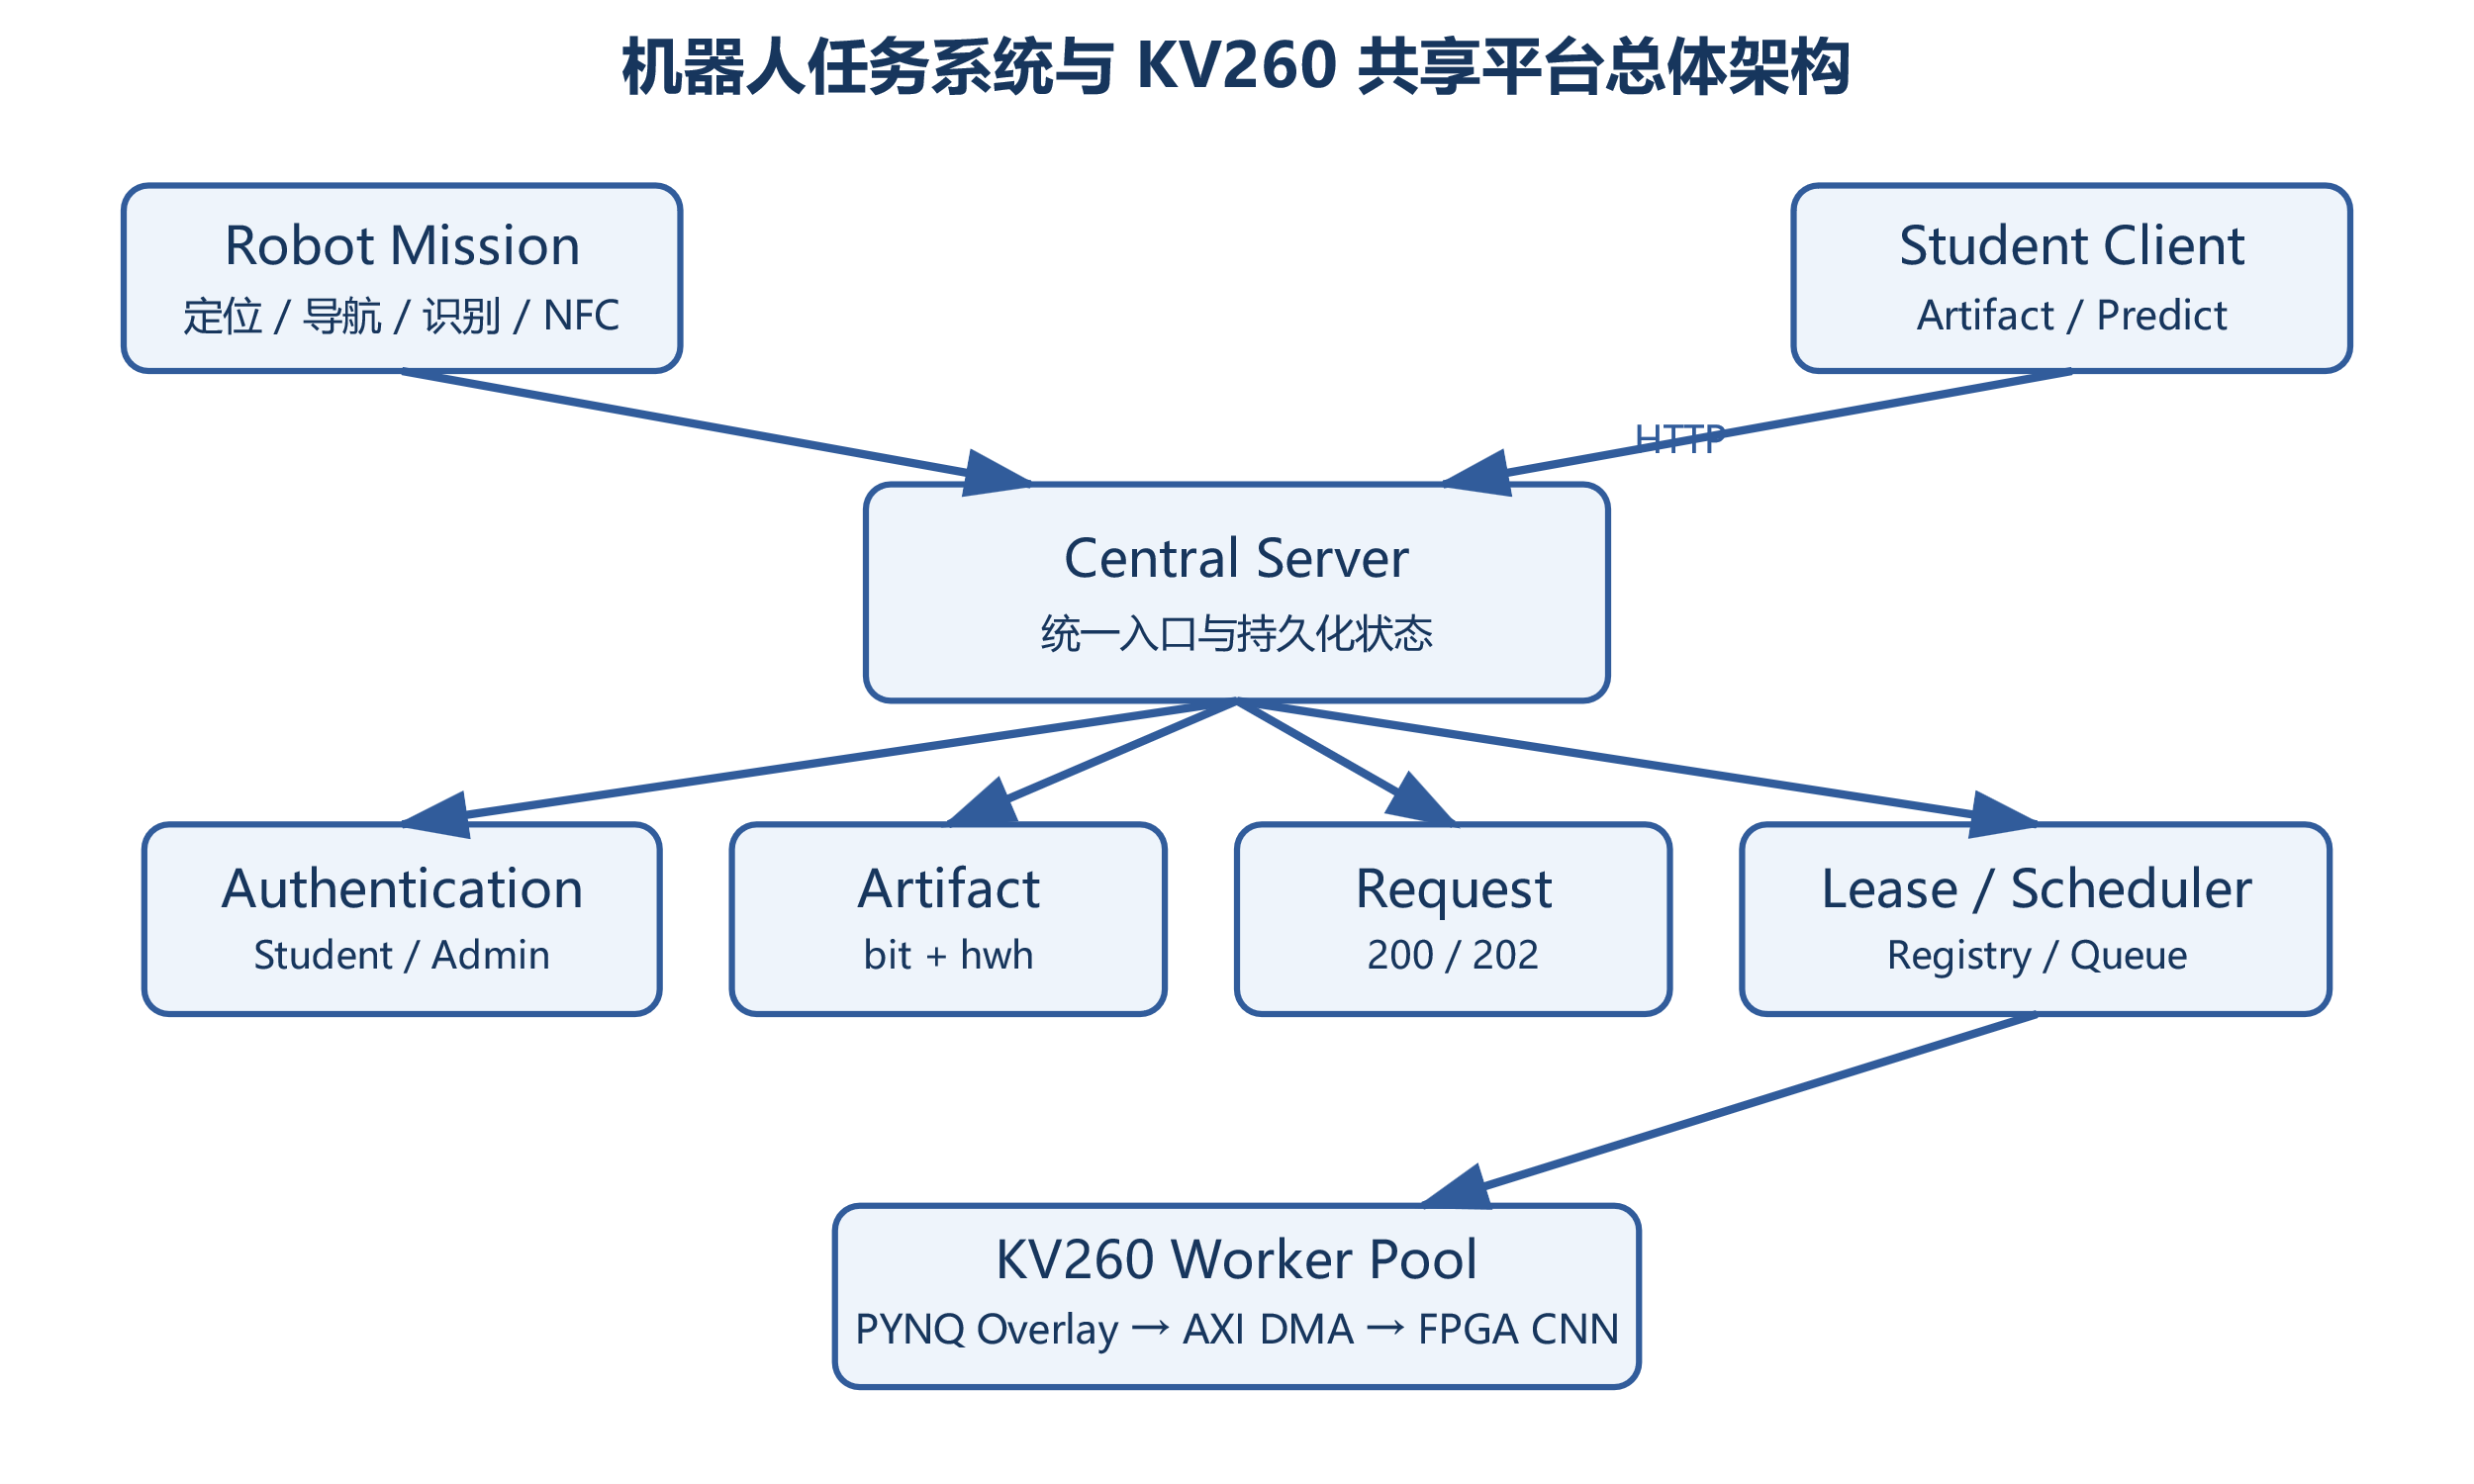 机器人任务系统与 KV260 共享平台总体架构
Robot Mission
定位 / 导航 / 识别 / NFC
Student Client
Artifact / Predict
HTTP
Central Server
统一入口与持久化状态
Authentication
Student / Admin
Artifact
bit + hwh
Request
200 / 202
Lease / Scheduler
Registry / Queue
KV260 Worker Pool
PYNQ Overlay → AXI DMA → FPGA CNN